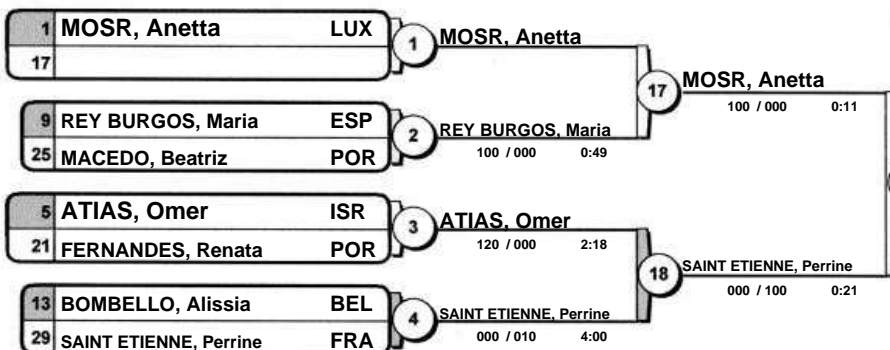 1 MOSR, Anetta LUX
17
1 MOSR, Anetta
9 REY BURGOS, Maria ESP
25 MACEDO, Beatriz POR
2 REY BURGOS, Maria
100 / 000 0:49
17 MOSR, Anetta
100 / 000 0:11
5 ATIAS, Omer ISR
21 FERNANDES, Renata POR
3 ATIAS, Omer
120 / 000 2:18
13 BOMBELLO, Alissia BEL
29 SAINT ETIENNE, Perrine FRA
4 SAINT ETIENNE, Perrine
000 / 010 4:00
18 SAINT ETIENNE, Perrine
000 / 100 0:21